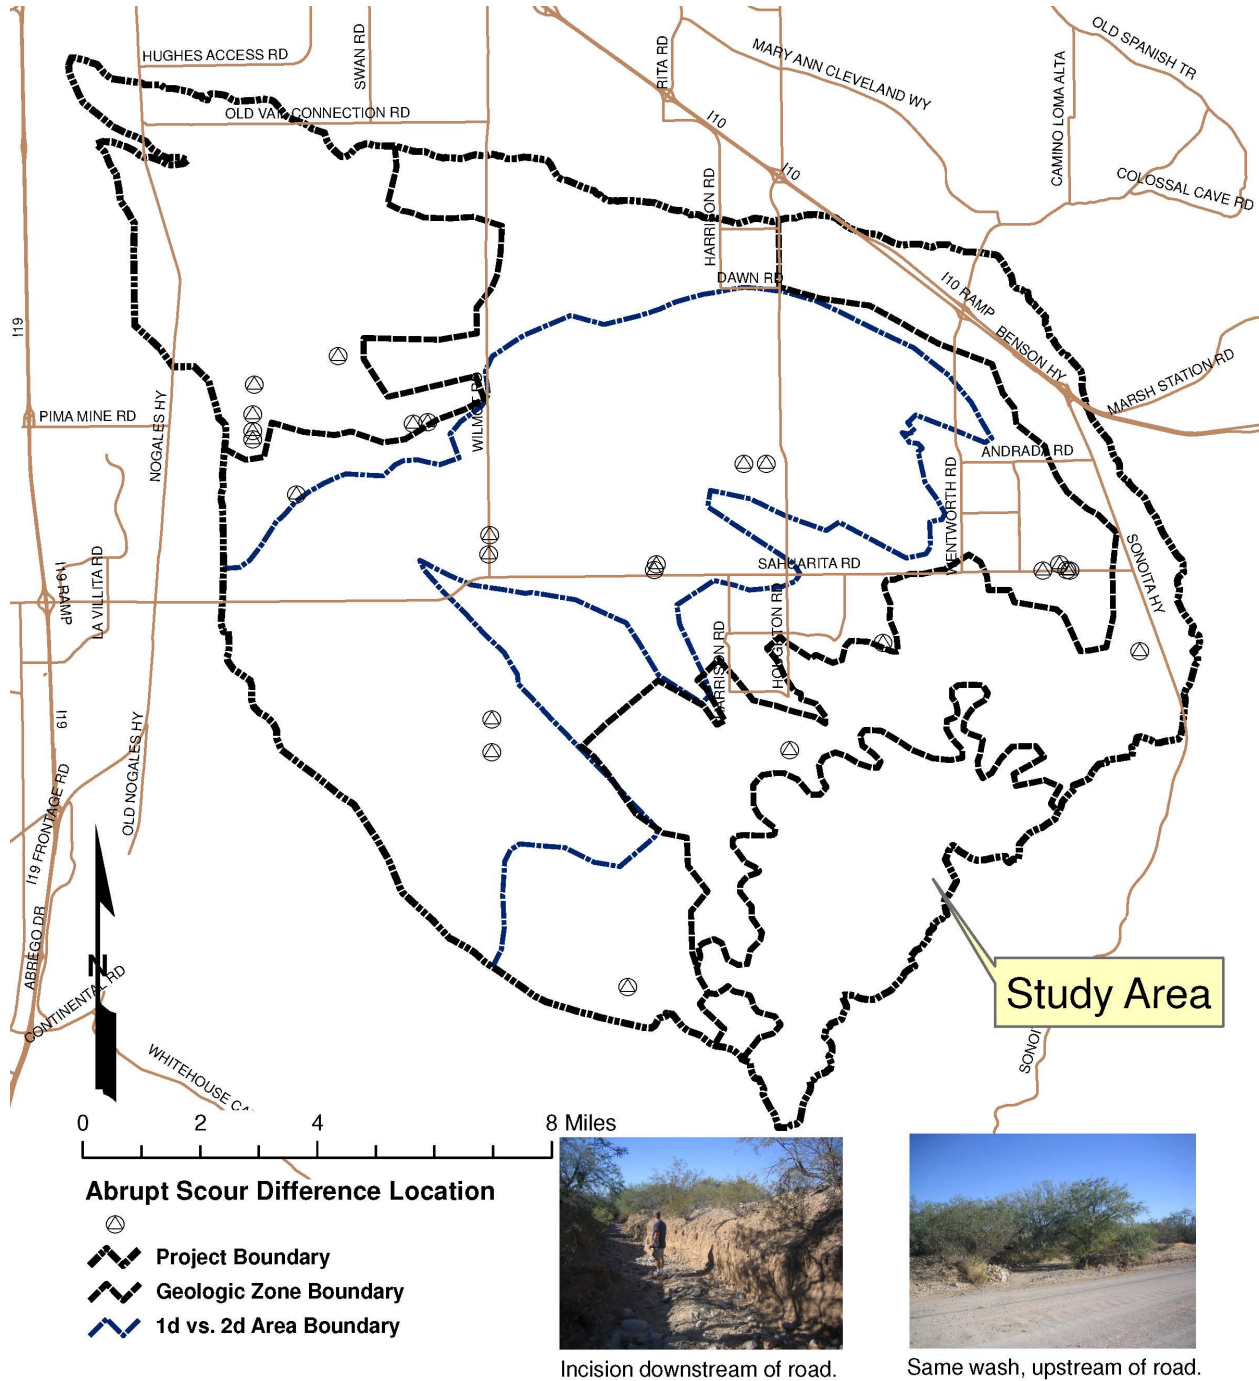 HUGHES ACCESS RD
SWAN RD
RITA RD
MARY ANN CLEVELAND WY
OLD SPANISH TR
CAMINO LOMA ALTA
OLD VAIL CONNECTION RD
I10
I10
COLOSSAL CAVE RD
HARRISON RD
DAWN RD
I10 RAMP
BENSON HY
MARSH STATION RD
I19
PIMA MINE RD
NOGALES HY
WILMOT RD
ANDRADA RD
WENTWORTH RD
SAHUARITA RD
SONOITA HY
I19 RAMP
LA VILLITA RD
HARRISON RD
HOUGHTON RD
I19
OLD NOGALES HY
I19 FRONTAGE RD
ABREGO DR
CONTINENTAL RD
N
Study Area
WHITEHOUSE
0 2 4 8 Miles
Abrupt Scour Difference Location
Project Boundary
Geologic Zone Boundary
1d vs. 2d Area Boundary
Incision downstream of road.
Same wash, upstream of road.